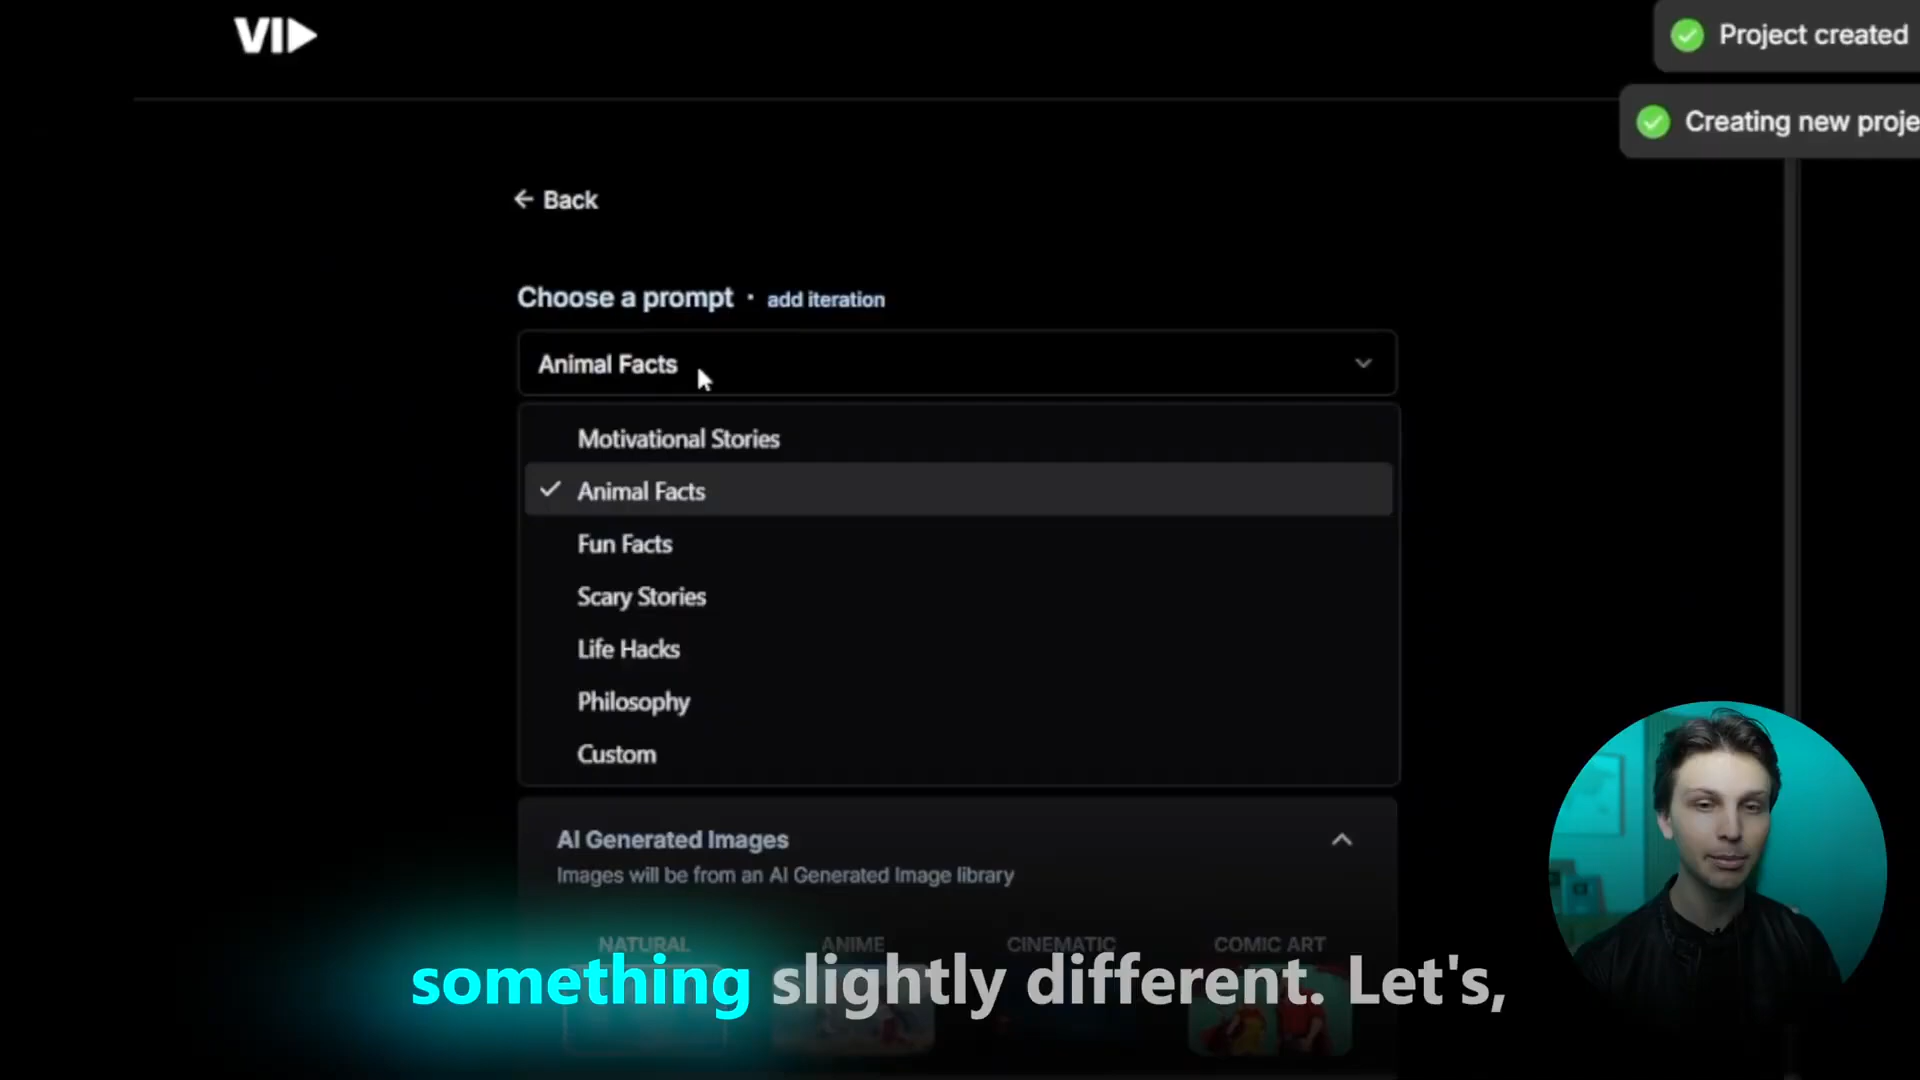 VI
Project created
Creating new proje
← Back
Choose a prompt · add iteration
Animal Facts
Motivational Stories
✓ Animal Facts
Fun Facts
Scary Stories
Life Hacks
Philosophy
Custom
AI Generated Images
Images will be from an AI Generated Image library
NATURAL ANIME CINEMATIC COMIC ART
something slightly different. Let's,